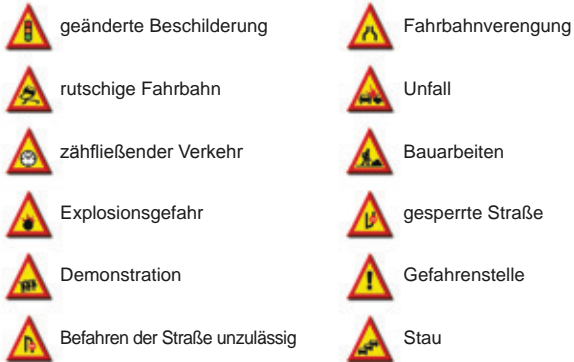 geänderte Beschilderung
rutschige Fahrbahn
zähfließender Verkehr
Explosionsgefahr
Demonstration
Befahren der Straße unzulässig
Fahrbahnverengung
Unfall
Bauarbeiten
gesperrte Straße
Gefahrenstelle
Stau